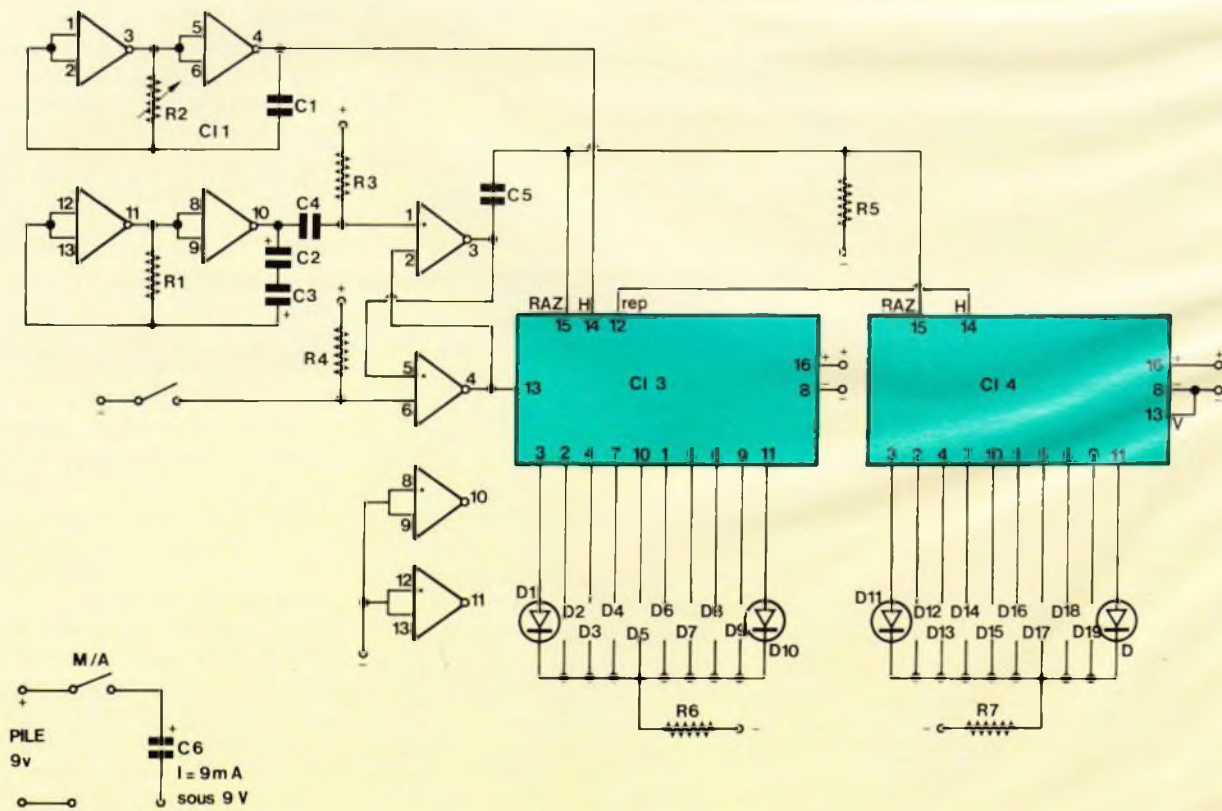 1
2
3
5
6
4
R2
CI 1
C1
12
13
11
R1
8
9
10
C4
C2
+
C3
+
+
R3
1
2
3
C5
+
R4
5
6
4
-
R5
-
RAZ H rep
15 14 12
13
CI 3
16 + +
8 - -
3 2 4 7 10 1 9 11
RAZ H
15 14
CI 4
16 + +
8 - -
13
V
3 2 4 7 10 11
8
9
10
12
13
11
-
D1
D2 D4 D6 D8
D3 D5 D7 D9
D10
R6 -
D11
D12 D14 D16 D18
D13 D15 D17 D19
D
- R7
M/A
+
PILE
9v
+
C6
I = 9mA
sous 9 V
-